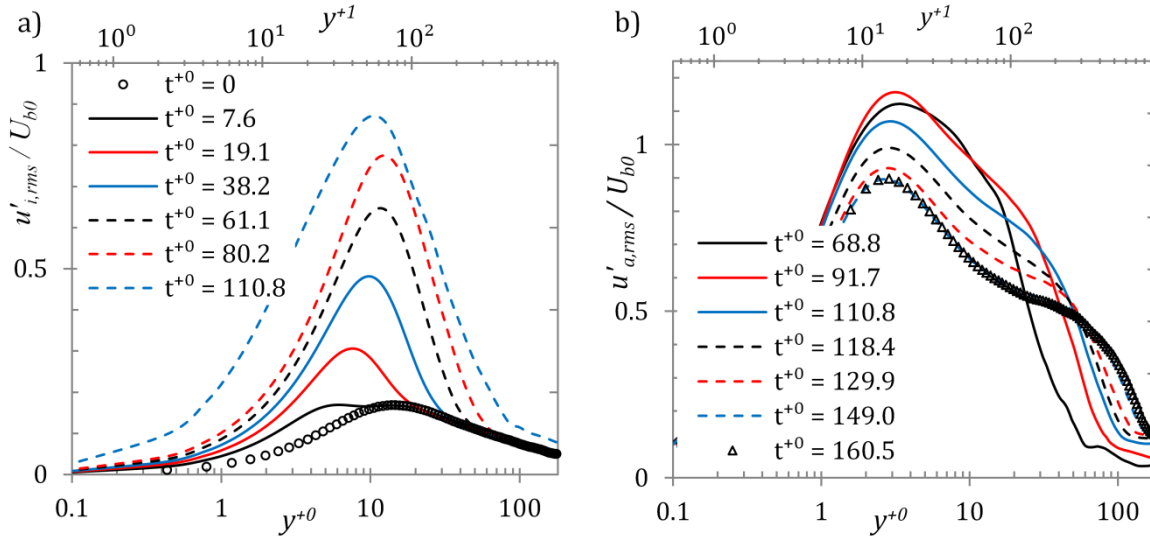 a)
y+1
10^0 10^1 10^2
1
0.5
0
u'i,rms / Ub0
t+0 = 0
t+0 = 7.6
t+0 = 19.1
t+0 = 38.2
t+0 = 61.1
t+0 = 80.2
t+0 = 110.8
0.1 1 10 100
y+0
b)
y+1
10^0 10^1 10^2
1
0.5
0
u'a,rms / Ub0
t+0 = 68.8
t+0 = 91.7
t+0 = 110.8
t+0 = 118.4
t+0 = 129.9
t+0 = 149.0
t+0 = 160.5
0.1 1 10 100
y+0